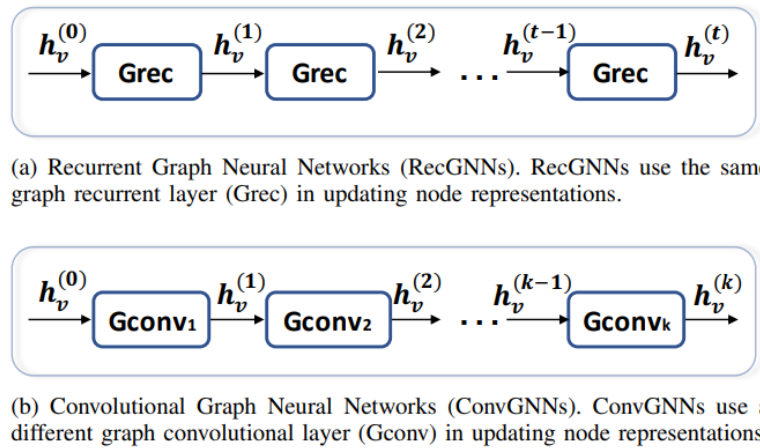 h_v^(0) h_v^(1) h_v^(2) h_v^(t−1) h_v^(t)
Grec Grec ... Grec
(a) Recurrent Graph Neural Networks (RecGNNs). RecGNNs use the same
graph recurrent layer (Grec) in updating node representations.
h_v^(0) h_v^(1) h_v^(2) h_v^(k−1) h_v^(k)
Gconv₁ Gconv₂ ... Gconvₖ
(b) Convolutional Graph Neural Networks (ConvGNNs). ConvGNNs use a
different graph convolutional layer (Gconv) in updating node representations